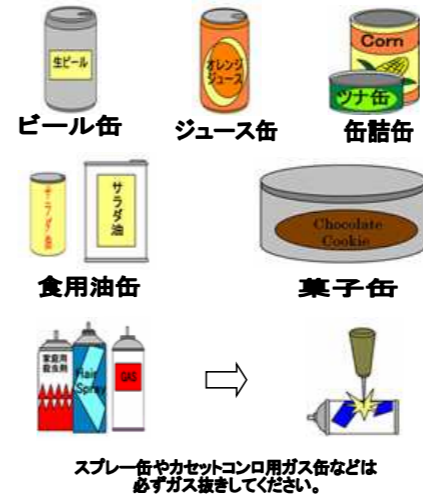 生ビール
オレンジ
ジュース
Corn
ツナ缶
ビール缶
ジュース缶
缶詰缶
サラダ油
サラダ油
Chocolate
Cookie
食用油缶
菓子缶
家庭用
殺虫剤
Hair
Spray
GAS
スプレー缶やカセットコンロ用ガス缶などは
必ずガス抜きしてください。